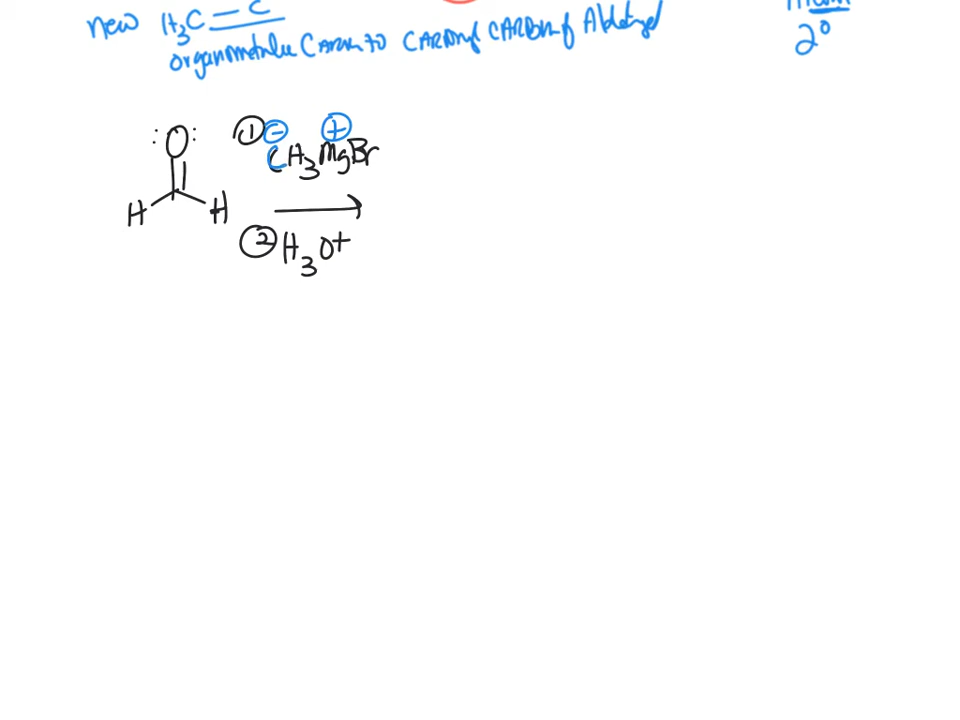 new H₃C — C
organometallic Carbon to CARBonyl CARBon of Aldehyde
2°
:O: ① ⊖ ⊕
CH₃MgBr
H H
② H₃O+